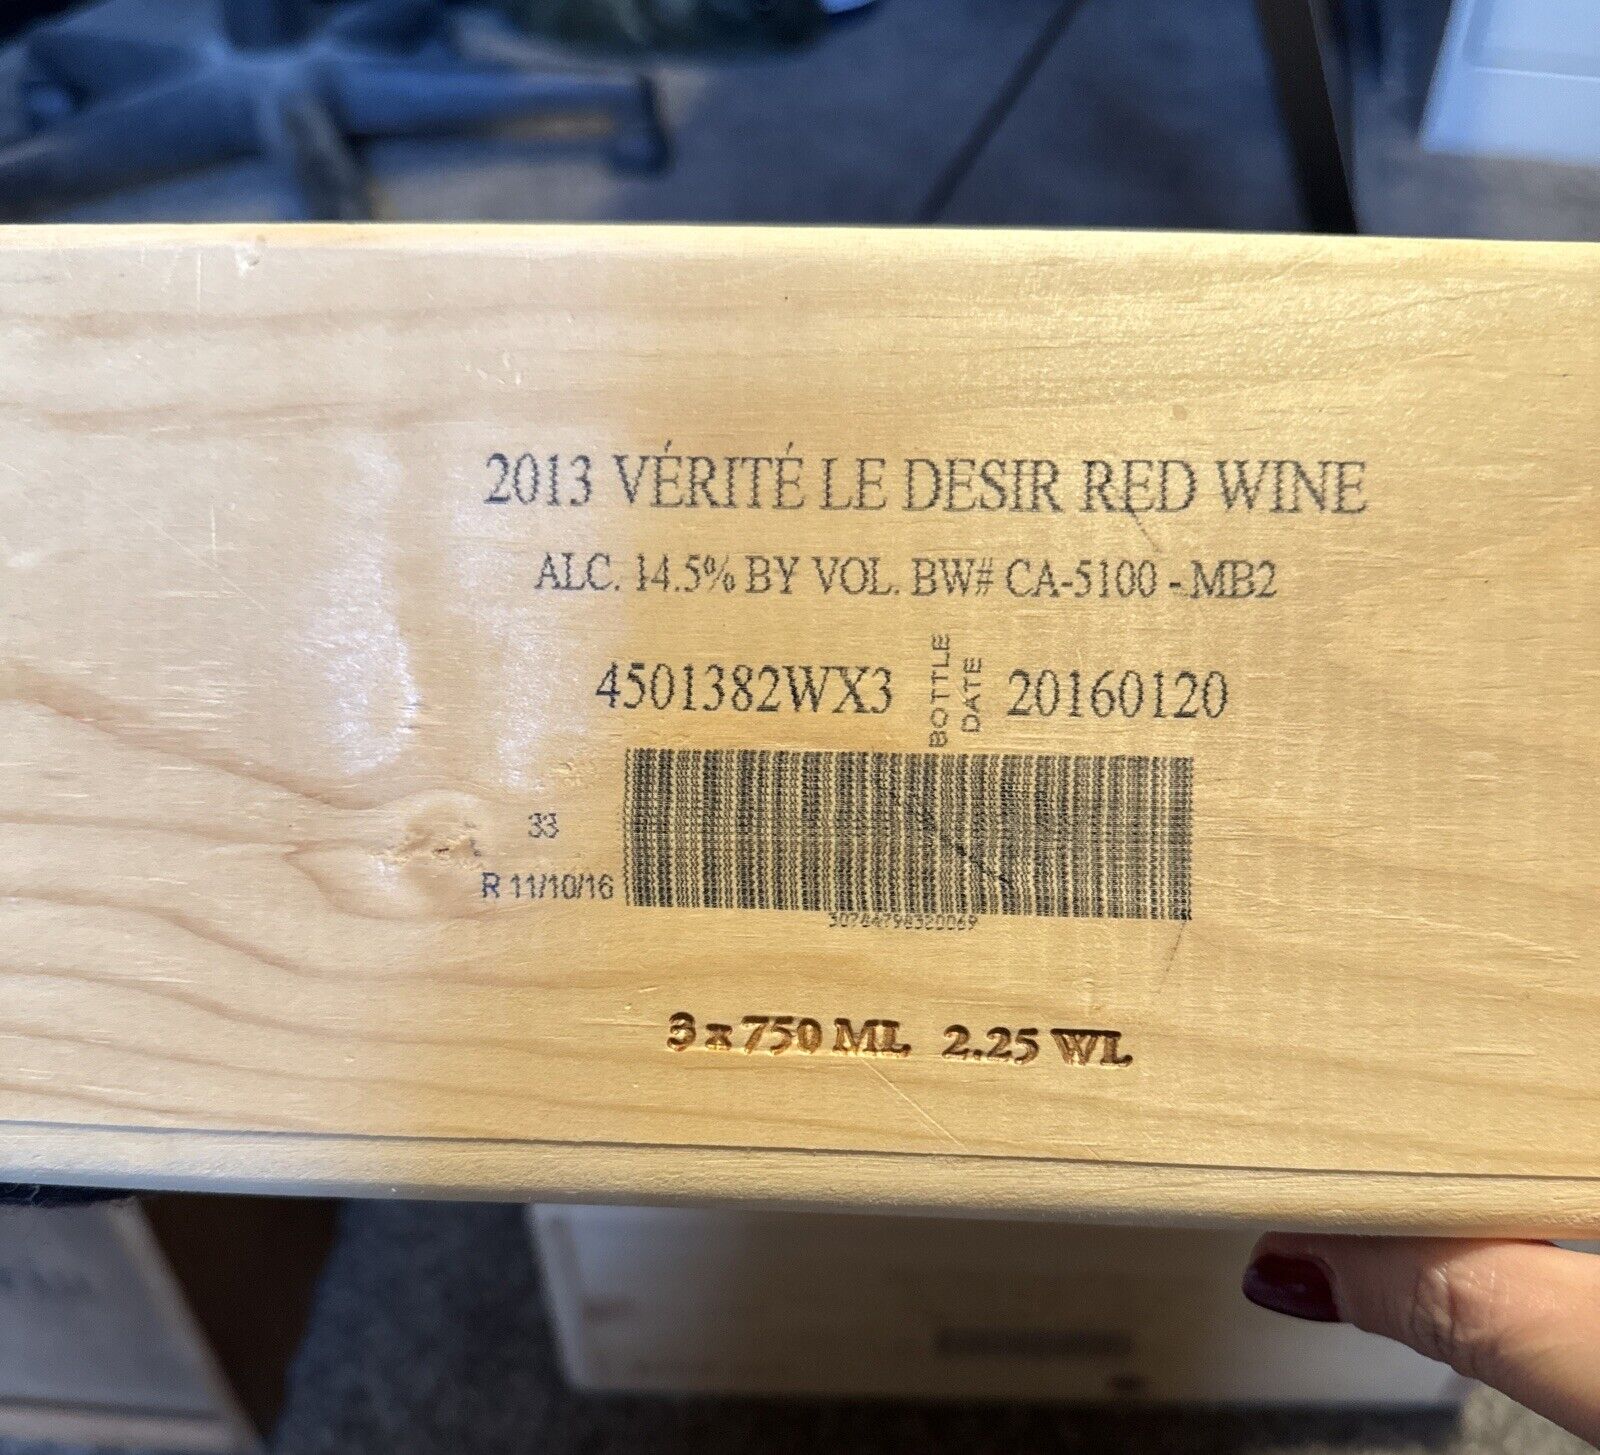 2013 VÉRITÉ LE DESIR RED WINE
ALC. 14.5% BY VOL. BW# CA-5100 - MB2
4501382WX3 BOTTLE DATE 20160120
33
R 11/10/16
30784798320069
3 x 750 ML 2.25 WL